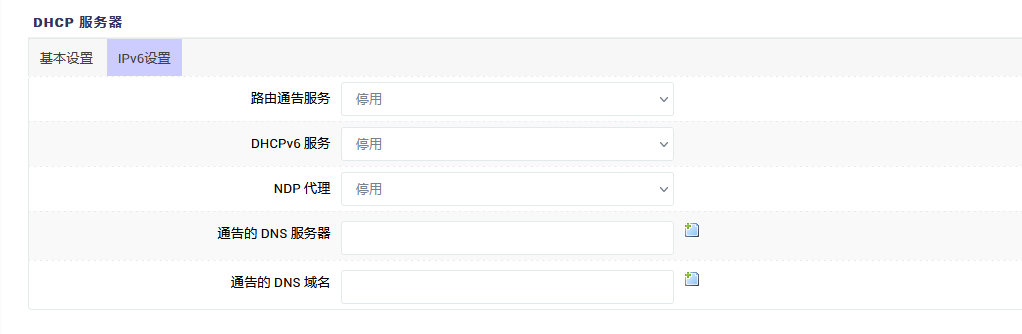 DHCP 服务器
基本设置 IPv6设置
路由通告服务 停用
DHCPv6 服务 停用
NDP 代理 停用
通告的 DNS 服务器
通告的 DNS 域名